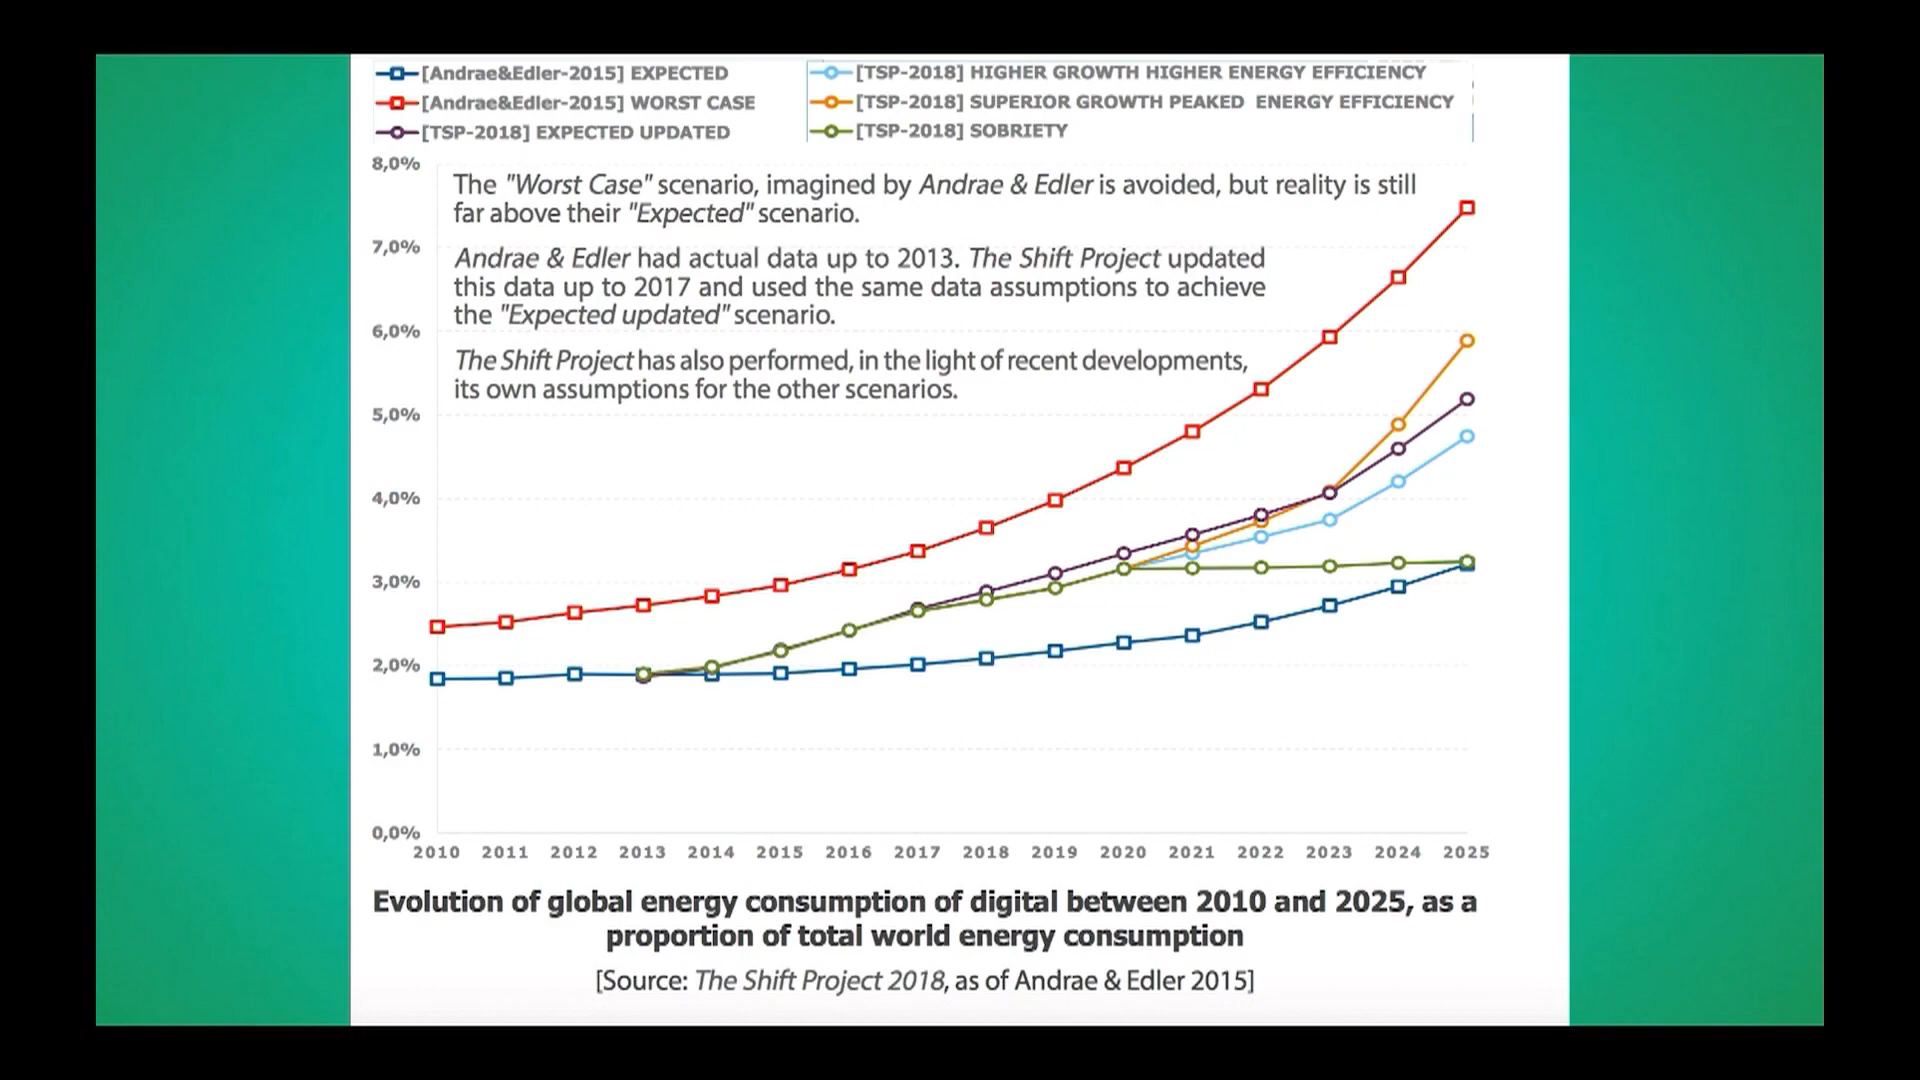 [Andrae&Edler-2015] EXPECTED
[Andrae&Edler-2015] WORST CASE
[TSP-2018] EXPECTED UPDATED
[TSP-2018] HIGHER GROWTH HIGHER ENERGY EFFICIENCY
[TSP-2018] SUPERIOR GROWTH PEAKED ENERGY EFFICIENCY
[TSP-2018] SOBRIETY
8,0%
The "Worst Case" scenario, imagined by Andrae & Edler is avoided, but reality is still
far above their "Expected" scenario.
7,0%
Andrae & Edler had actual data up to 2013. The Shift Project updated
this data up to 2017 and used the same data assumptions to achieve
the "Expected updated" scenario.
6,0%
The Shift Project has also performed, in the light of recent developments,
its own assumptions for the other scenarios.
5,0%
4,0%
3,0%
2,0%
1,0%
0,0%
2010 2011 2012 2013 2014 2015 2016 2017 2018 2019 2020 2021 2022 2023 2024 2025
Evolution of global energy consumption of digital between 2010 and 2025, as a
proportion of total world energy consumption
[Source: The Shift Project 2018, as of Andrae & Edler 2015]